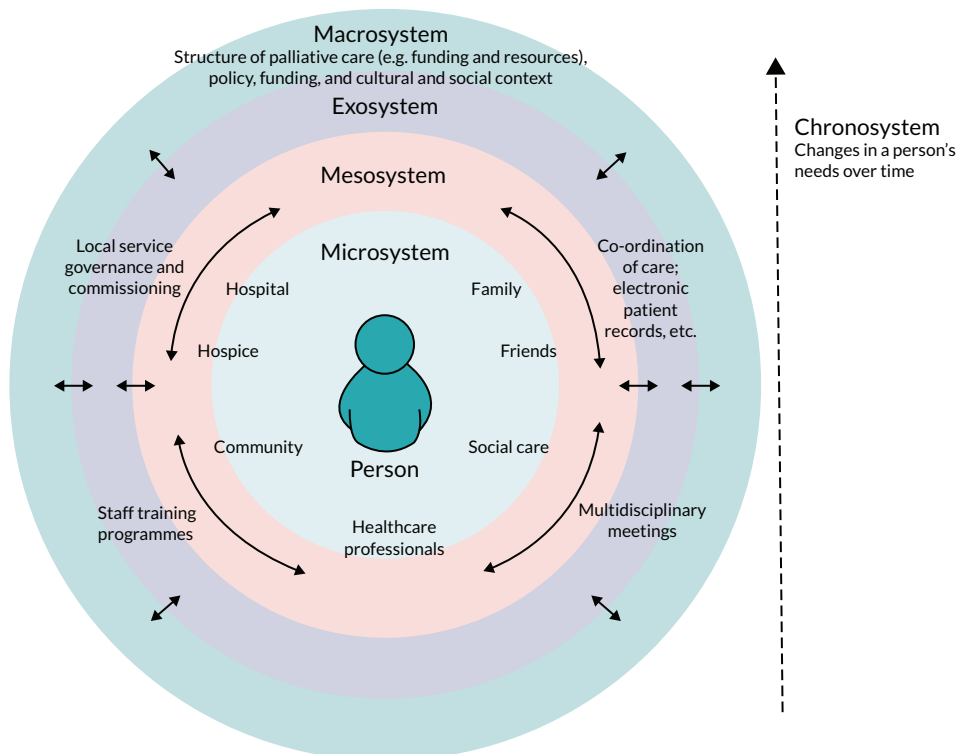 Macrosystem
Structure of palliative care (e.g. funding and resources),
policy, funding, and cultural and social context
Exosystem
Mesosystem
Microsystem
Chronosystem
Changes in a person’s
needs over time
Local service
governance and
commissioning
Hospital
Family
Co-ordination
of care;
electronic
patient
records, etc.
Hospice
Friends
Community
Social care
Person
Staff training
programmes
Healthcare
professionals
Multidisciplinary
meetings